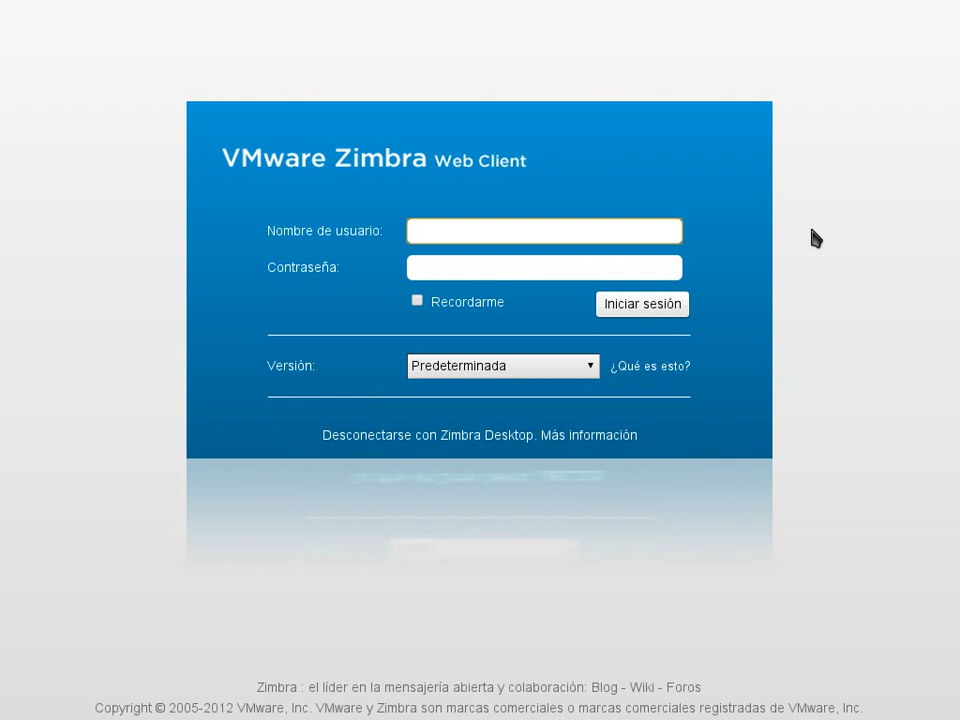 VMware Zimbra Web Client
Nombre de usuario:
Contraseña:
Recordarme Iniciar sesión
Versión: Predeterminada ¿Qué es esto?
Desconectarse con Zimbra Desktop. Más información
Zimbra : el líder en la mensajería abierta y colaboración: Blog - Wiki - Foros
Copyright © 2005-2012 VMware, Inc. VMware y Zimbra son marcas comerciales o marcas comerciales registradas de VMware, Inc.